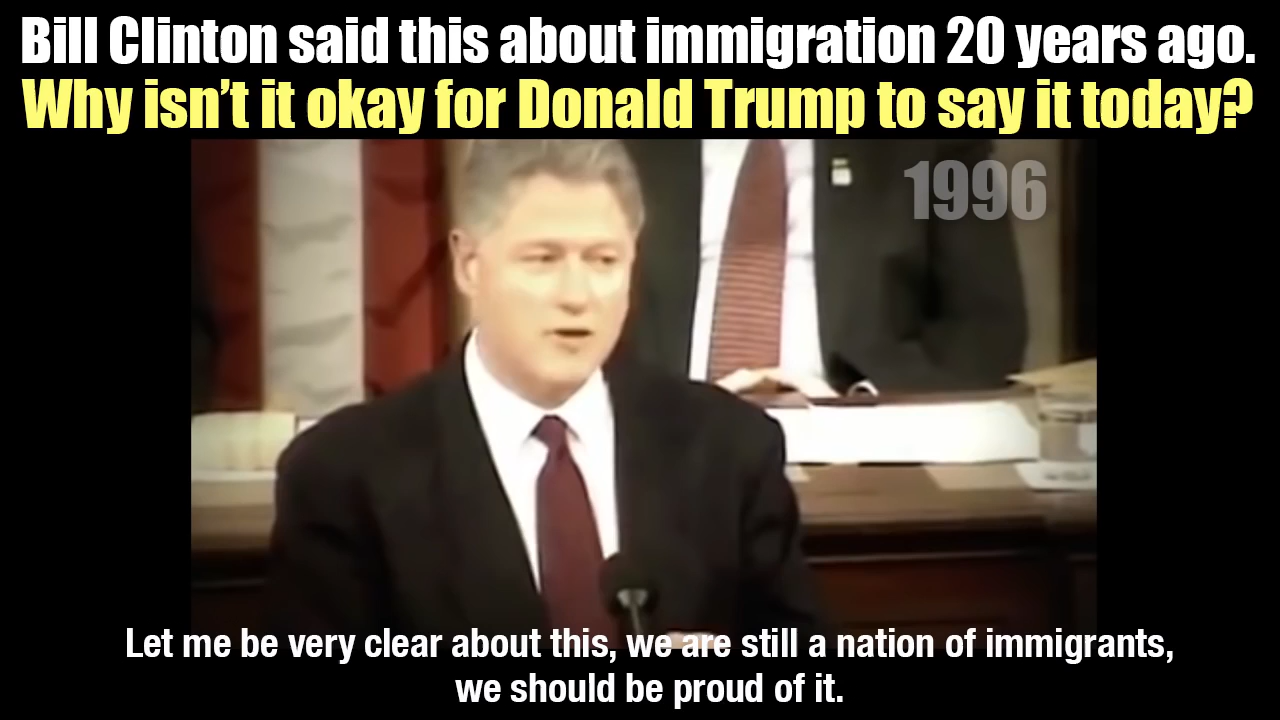 Bill Clinton said this about immigration 20 years ago.
Why isn't it okay for Donald Trump to say it today?
1996
Let me be very clear about this, we are still a nation of immigrants,
we should be proud of it.